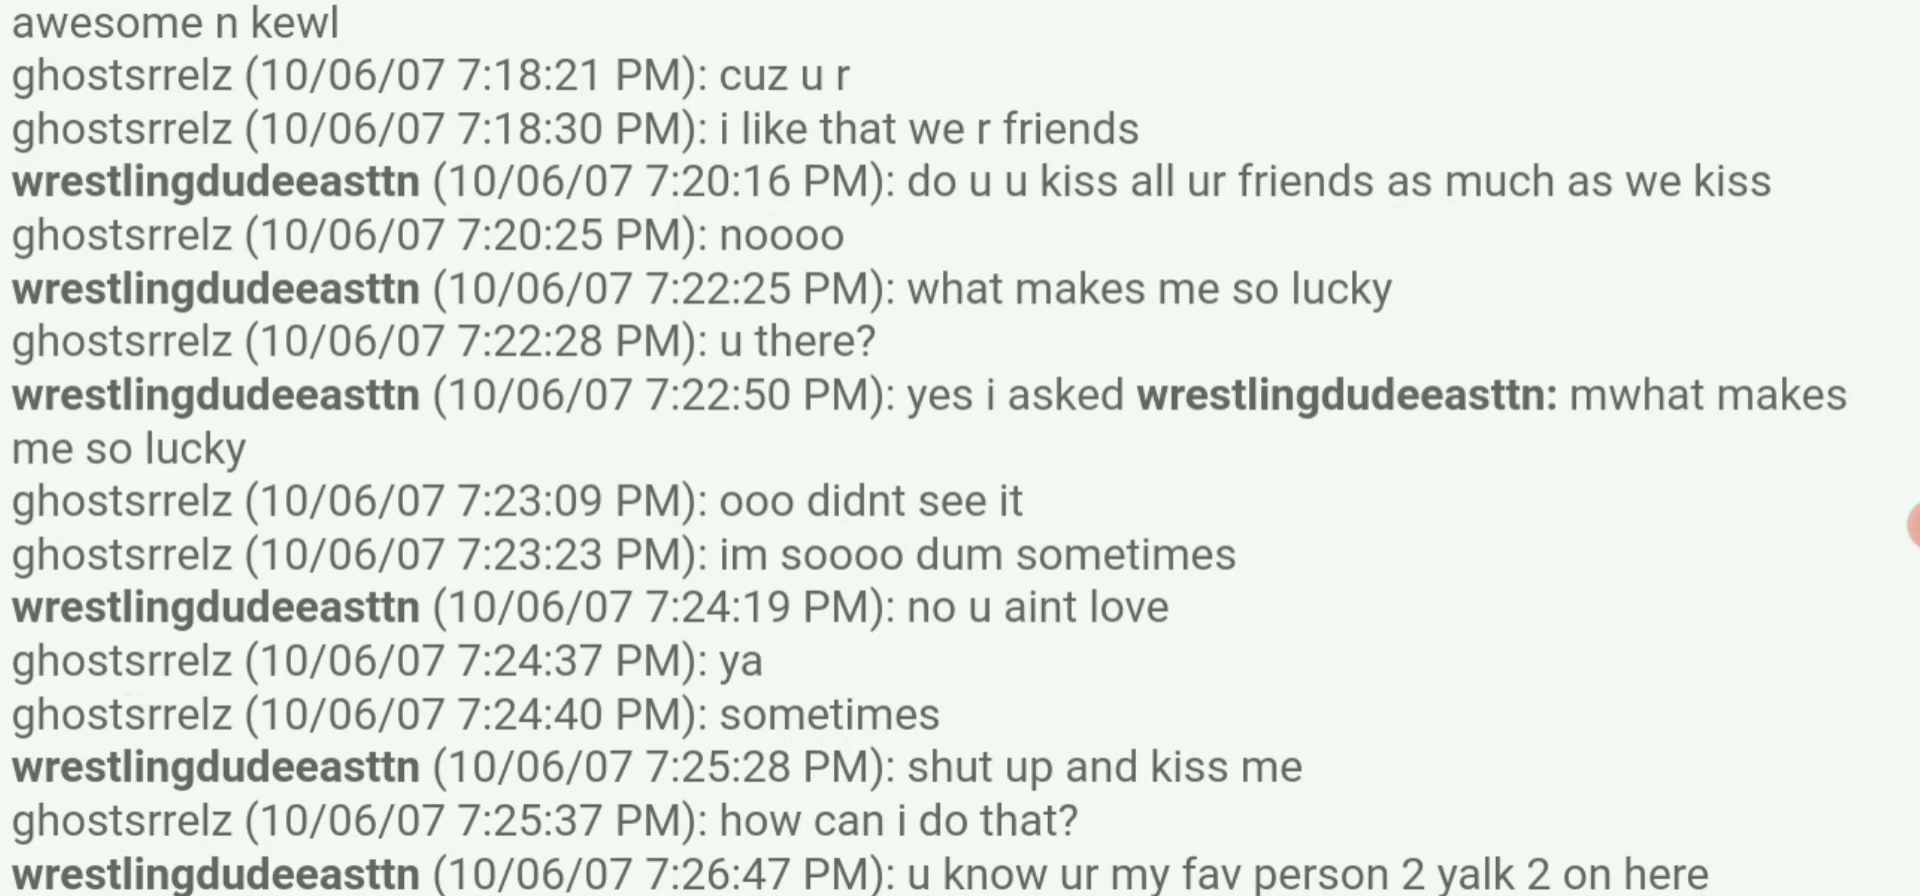 awesome n kewl
ghostsrrelz (10/06/07 7:18:21 PM): cuz u r
ghostsrrelz (10/06/07 7:18:30 PM): i like that we r friends
wrestlingdudeeasttn (10/06/07 7:20:16 PM): do u u kiss all ur friends as much as we kiss
ghostsrrelz (10/06/07 7:20:25 PM): noooo
wrestlingdudeeasttn (10/06/07 7:22:25 PM): what makes me so lucky
ghostsrrelz (10/06/07 7:22:28 PM): u there?
wrestlingdudeeasttn (10/06/07 7:22:50 PM): yes i asked wrestlingdudeeasttn: mwhat makes
me so lucky
ghostsrrelz (10/06/07 7:23:09 PM): ooo didnt see it
ghostsrrelz (10/06/07 7:23:23 PM): im soooo dum sometimes
wrestlingdudeeasttn (10/06/07 7:24:19 PM): no u aint love
ghostsrrelz (10/06/07 7:24:37 PM): ya
ghostsrrelz (10/06/07 7:24:40 PM): sometimes
wrestlingdudeeasttn (10/06/07 7:25:28 PM): shut up and kiss me
ghostsrrelz (10/06/07 7:25:37 PM): how can i do that?
wrestlingdudeeasttn (10/06/07 7:26:47 PM): u know ur my fav person 2 yalk 2 on here